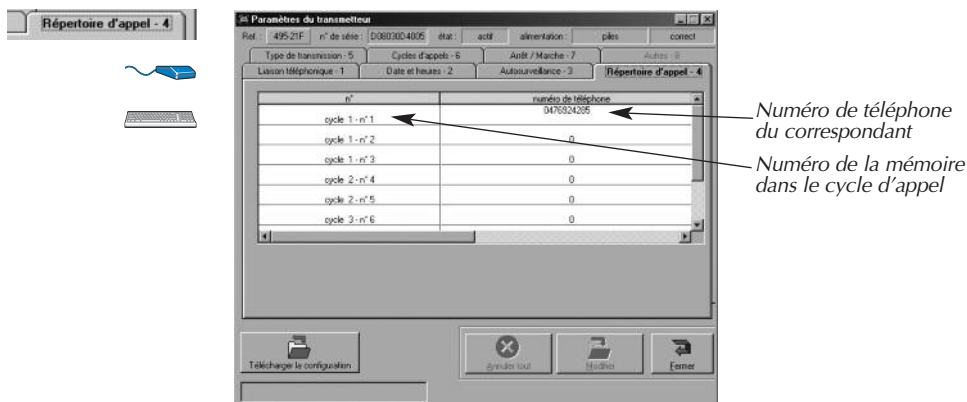 Répertoire d'appel - 4
Paramètres du transmetteur
Ref. : 495-21F n° de série : D08030D4005 état : actif alimentation : piles correct
Type de transmission - 5 Cycles d'appels - 6 Arrêt / Marche - 7 Autres - 8
Liaison téléphonique - 1 Date et heures - 2 Autosurveillance - 3 Répertoire d'appel - 4
n° numéro de téléphone
cycle 1 - n° 1 0476924285
cycle 1 - n° 2 0
cycle 1 - n° 3 0
cycle 2 - n° 4 0
cycle 2 - n° 5 0
cycle 3 - n° 6 0
Numéro de téléphone
du correspondant
Numéro de la mémoire
dans le cycle d'appel
Télécharger la configuration
Annuler tout Modifier Fermer